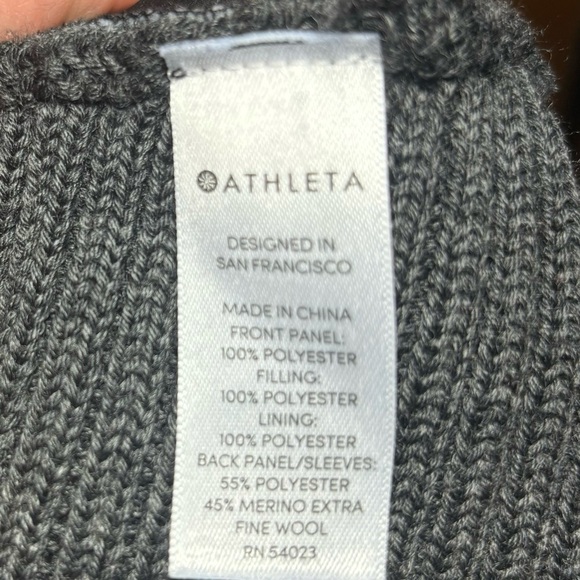 ATHLETA
DESIGNED IN
SAN FRANCISCO
MADE IN CHINA
FRONT PANEL:
100% POLYESTER
FILLING:
100% POLYESTER
LINING:
100% POLYESTER
BACK PANEL/SLEEVES:
55% POLYESTER
45% MERINO EXTRA
FINE WOOL
RN 54023